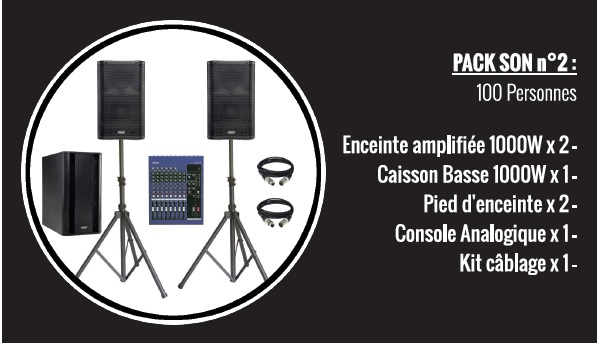 PACK SON n°2 :
100 Personnes
Enceinte amplifiée 1000W x 2 -
Caisson Basse 1000W x 1 -
Pied d'enceinte x 2 -
Console Analogique x 1 -
Kit câblage x 1 -